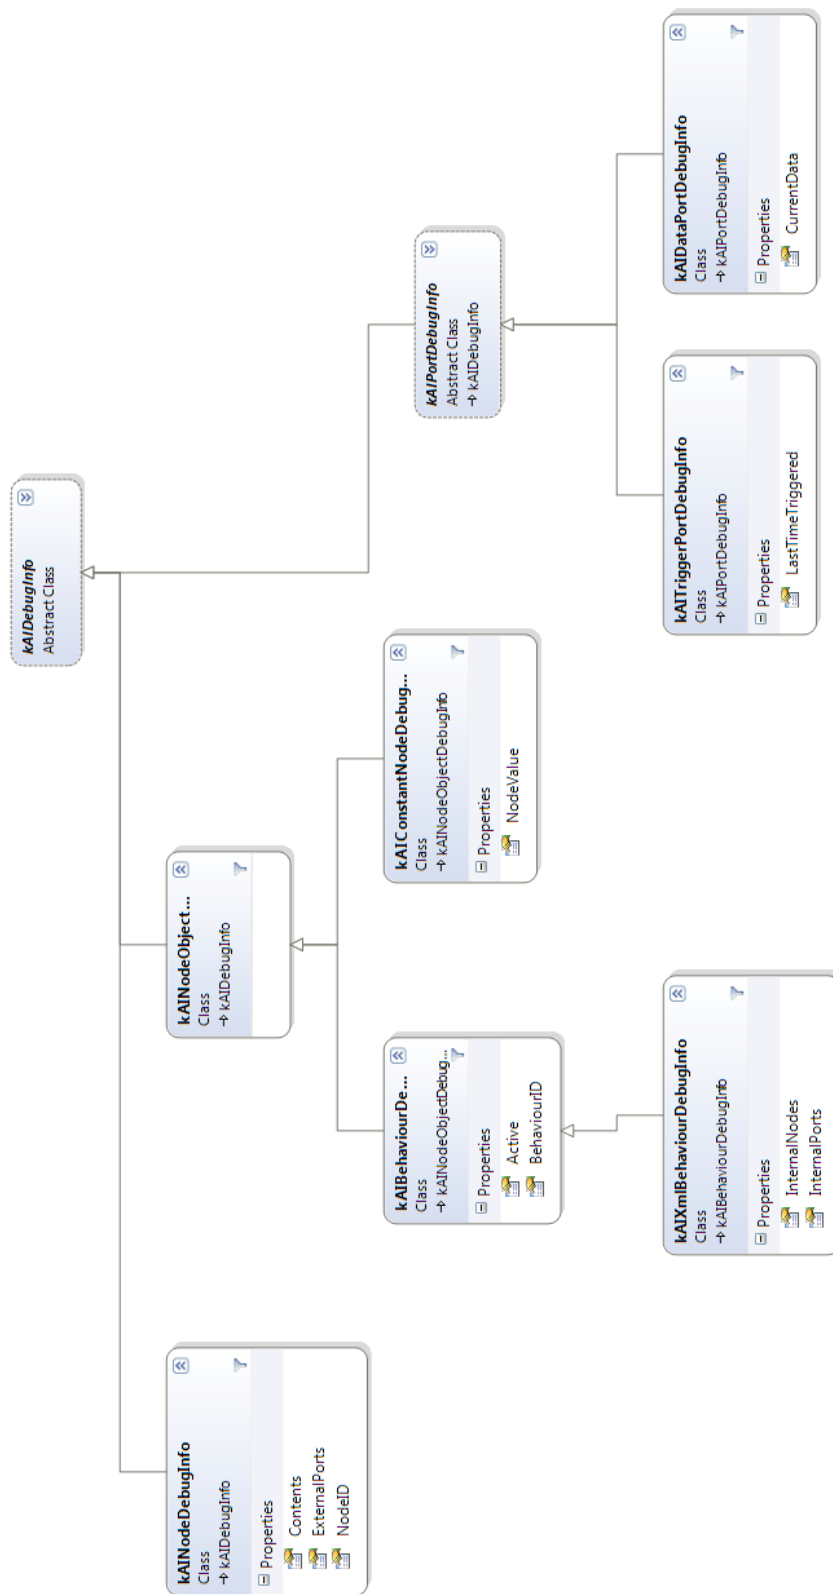 kAIDebugInfo
Abstract Class
kAINodeDebugInfo
Class
kAIDebugInfo
Properties
Contents
ExternalPorts
NodeID
kAINodeObject...
Class
kAIDebugInfo
kAIPortDebugInfo
Abstract Class
kAIDebugInfo
kAIBehaviourDe...
Class
kAINodeObjectDebug...
Properties
Active
BehaviourID
kAIConstantNodeDebug...
Class
kAINodeObjectDebugInfo
Properties
NodeValue
kAIXmlBehaviourDebugInfo
Class
kAIBehaviourDebugInfo
Properties
InternalNodes
InternalPorts
kAITriggerPortDebugInfo
Class
kAIPortDebugInfo
Properties
LastTimeTriggered
kAIDataPortDebugInfo
Class
kAIPortDebugInfo
Properties
CurrentData